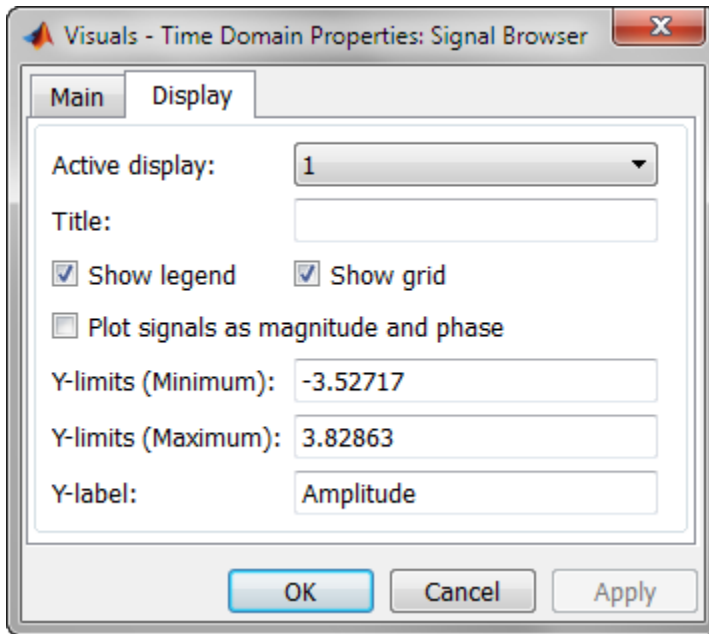 Visuals - Time Domain Properties: Signal Browser
Main Display
Active display: 1
Title:
Show legend Show grid
Plot signals as magnitude and phase
Y-limits (Minimum): -3.52717
Y-limits (Maximum): 3.82863
Y-label: Amplitude
OK Cancel Apply